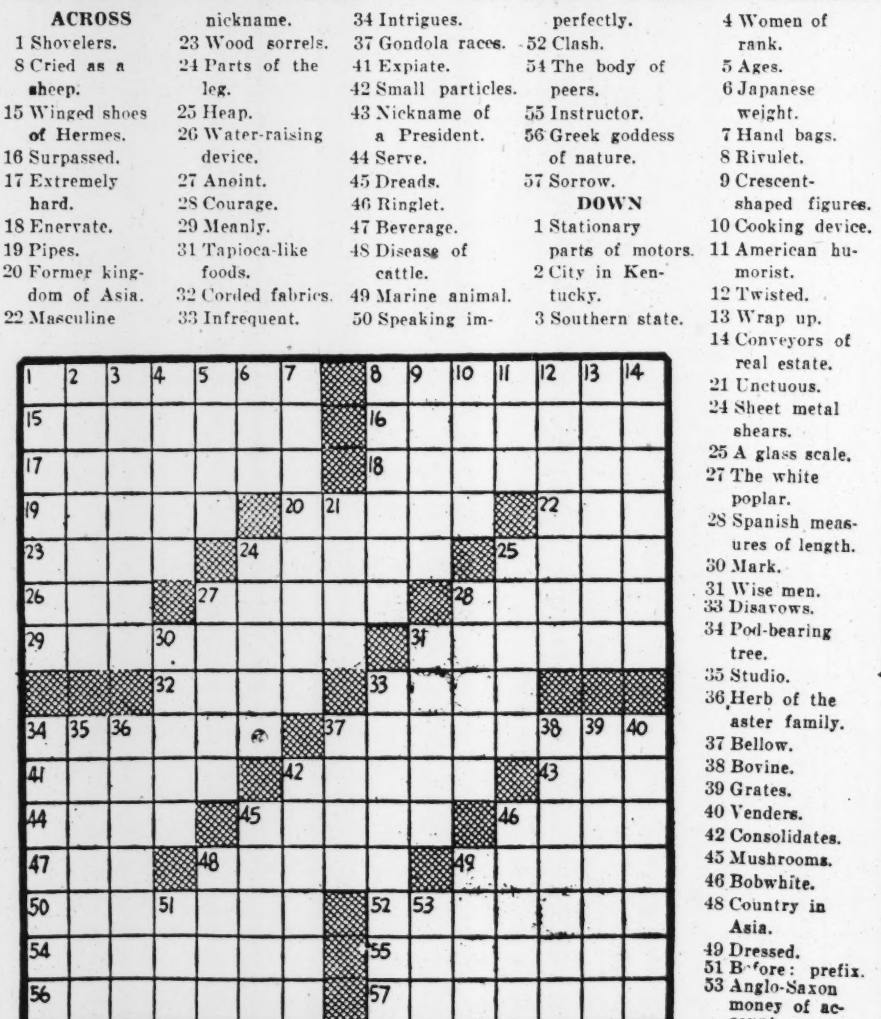 ACROSS
1 Shovelers.
8 Cried as a
sheep.
15 Winged shoes
of Hermes.
16 Surpassed.
17 Extremely
hard.
18 Enervate.
19 Pipes.
20 Former king-
dom of Asia.
22 Masculine
nickname.
23 Wood sorrels.
24 Parts of the
leg.
25 Heap.
26 Water-raising
device.
27 Anoint.
28 Courage.
29 Meanly.
31 Tapioca-like
foods.
32 Corded fabrics.
33 Infrequent.
34 Intrigues.
37 Gondola races.
41 Expiate.
42 Small particles.
43 Nickname of
a President.
44 Serve.
45 Dreads.
46 Ringlet.
47 Beverage.
48 Disease of
cattle.
49 Marine animal.
50 Speaking im-
perfectly.
52 Clash.
54 The body of
peers.
55 Instructor.
56 Greek goddess
of nature.
57 Sorrow.
DOWN
1 Stationary
parts of motors.
2 City in Ken-
tucky.
3 Southern state.
4 Women of
rank.
5 Ages.
6 Japanese
weight.
7 Hand bags.
8 Rivulet.
9 Crescent-
shaped figures.
10 Cooking device.
11 American hu-
morist.
12 Twisted.
13 Wrap up.
14 Conveyors of
real estate.
21 Unctuous.
24 Sheet metal
shears.
25 A glass scale.
27 The white
poplar.
28 Spanish meas-
ures of length.
30 Mark.
31 Wise men.
33 Disavows.
34 Pod-bearing
tree.
35 Studio.
36 Herb of the
aster family.
37 Bellow.
38 Bovine.
39 Grates.
40 Venders.
42 Consolidates.
45 Mushrooms.
46 Bobwhite.
48 Country in
Asia.
49 Dressed.
51 Before: prefix.
53 Anglo-Saxon
money of ac-
1 2 3 4 5 6 7 8 9 10 11 12 13 14
15 16
17 18
19 20 21 22
23 24 25
26 27 28
29 30 31
32 33
34 35 36 37 38 39 40
41 42 43
44 45 46
47 48 49
50 51 52 53
54 55
56 57